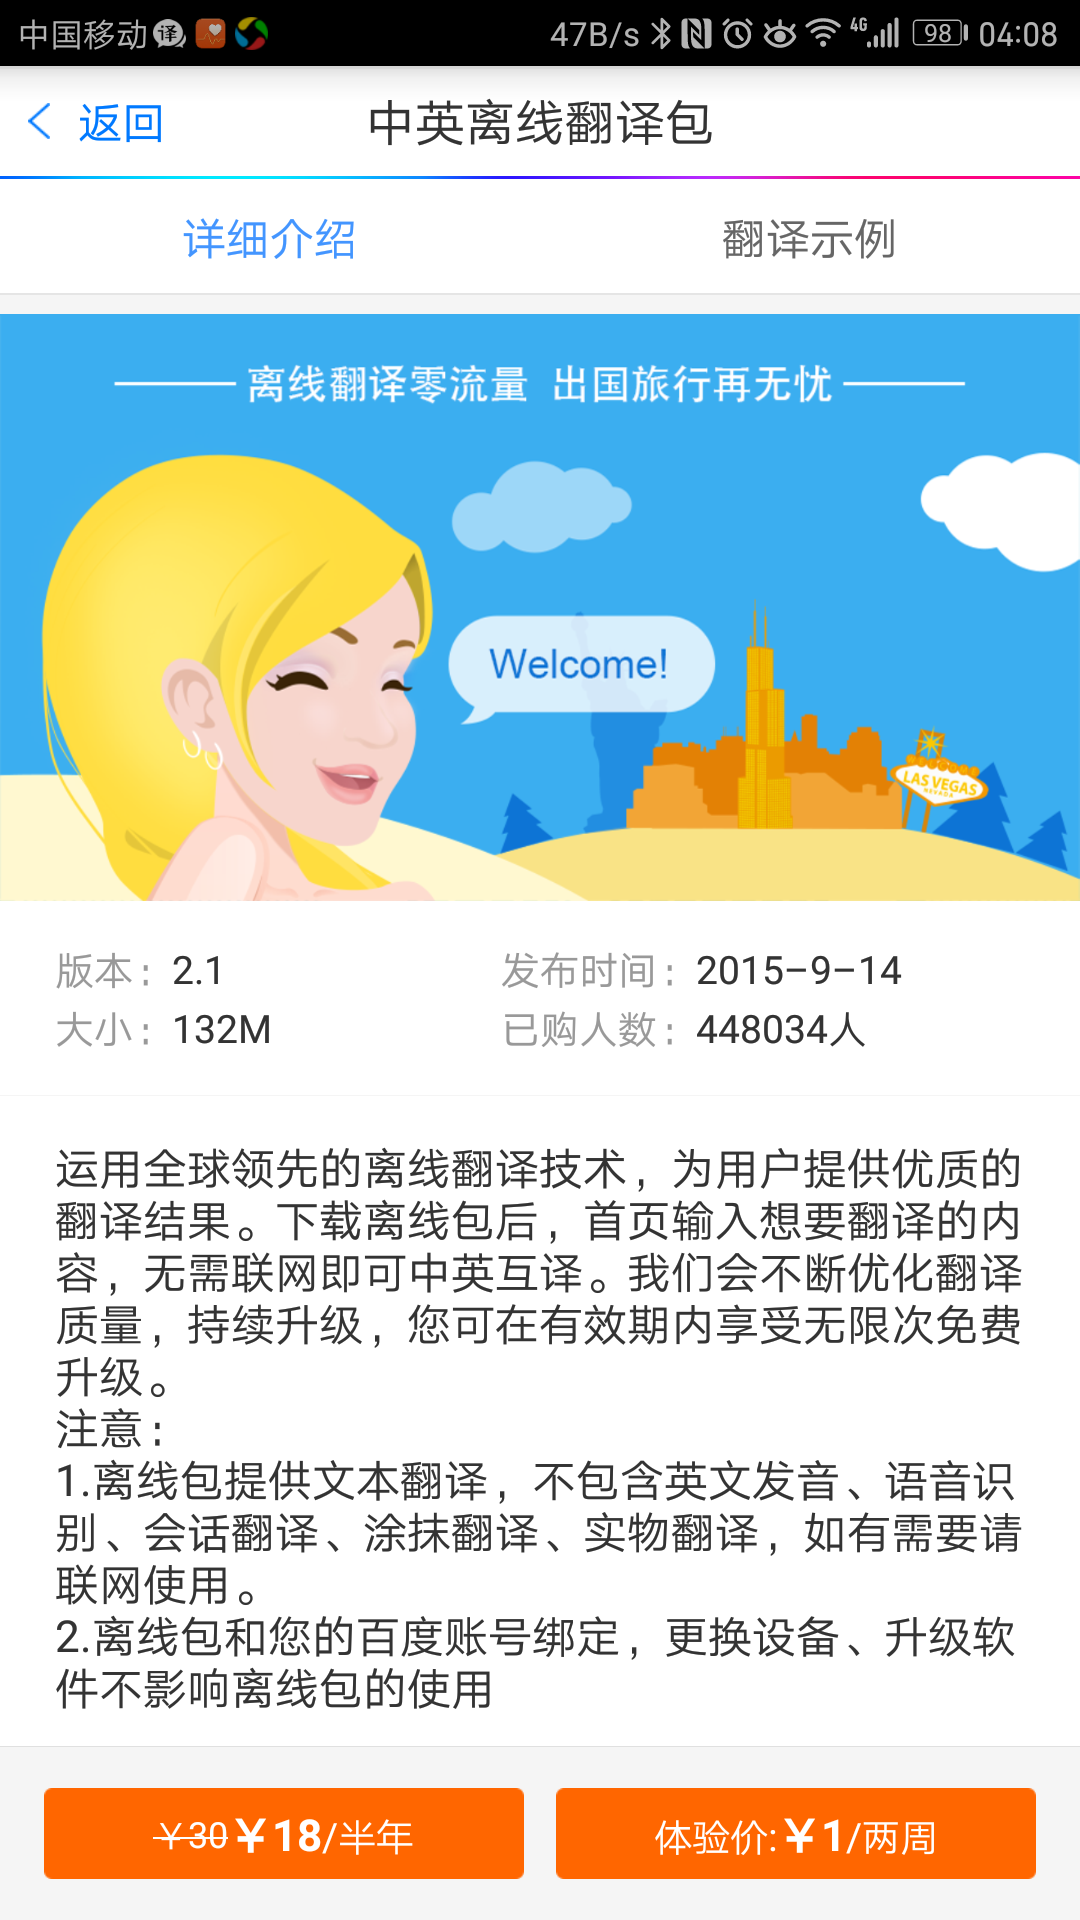 中国移动 译 47B/s 4G 98 04:08
返回 中英离线翻译包
详细介绍 翻译示例
离线翻译零流量 出国旅行再无忧
Welcome!
WELCOME
LAS VEGAS
NEVADA
版本：2.1 发布时间：2015-9-14
大小：132M 已购人数：448034人
运用全球领先的离线翻译技术，为用户提供优质的
翻译结果。下载离线包后，首页输入想要翻译的内
容，无需联网即可中英互译。我们会不断优化翻译
质量，持续升级，您可在有效期内享受无限次免费
升级。
注意：
1.离线包提供文本翻译，不包含英文发音、语音识
别、会话翻译、涂抹翻译、实物翻译，如有需要请
联网使用。
2.离线包和您的百度账号绑定，更换设备、升级软
件不影响离线包的使用
￥30￥18/半年 体验价:￥1/两周